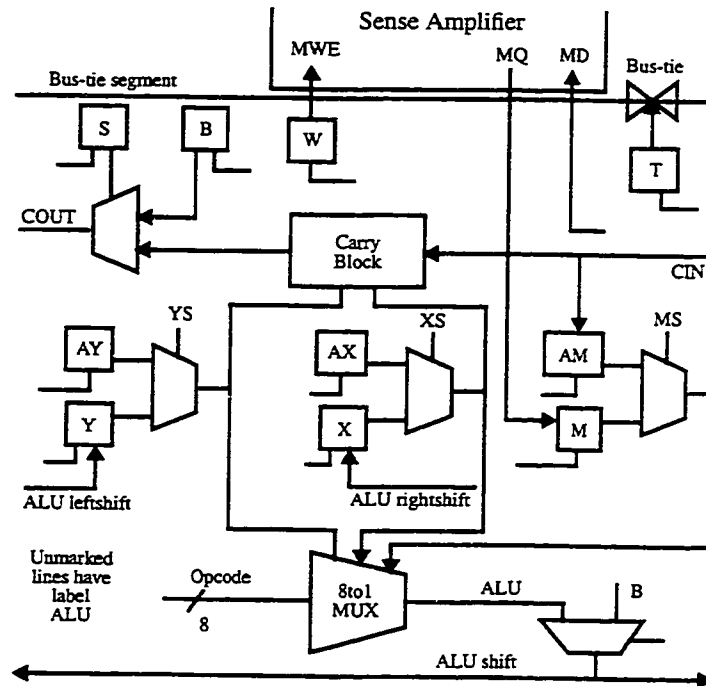 Sense Amplifier
MWE
MQ
MD
Bus-tie segment
Bus-tie
S
B
W
T
COUT
Carry
Block
CIN
YS
XS
MS
AY
AX
AM
Y
X
M
ALU leftshift
ALU rightshift
Unmarked
lines have
label
ALU
Opcode
8
8to1
MUX
ALU
B
ALU shift